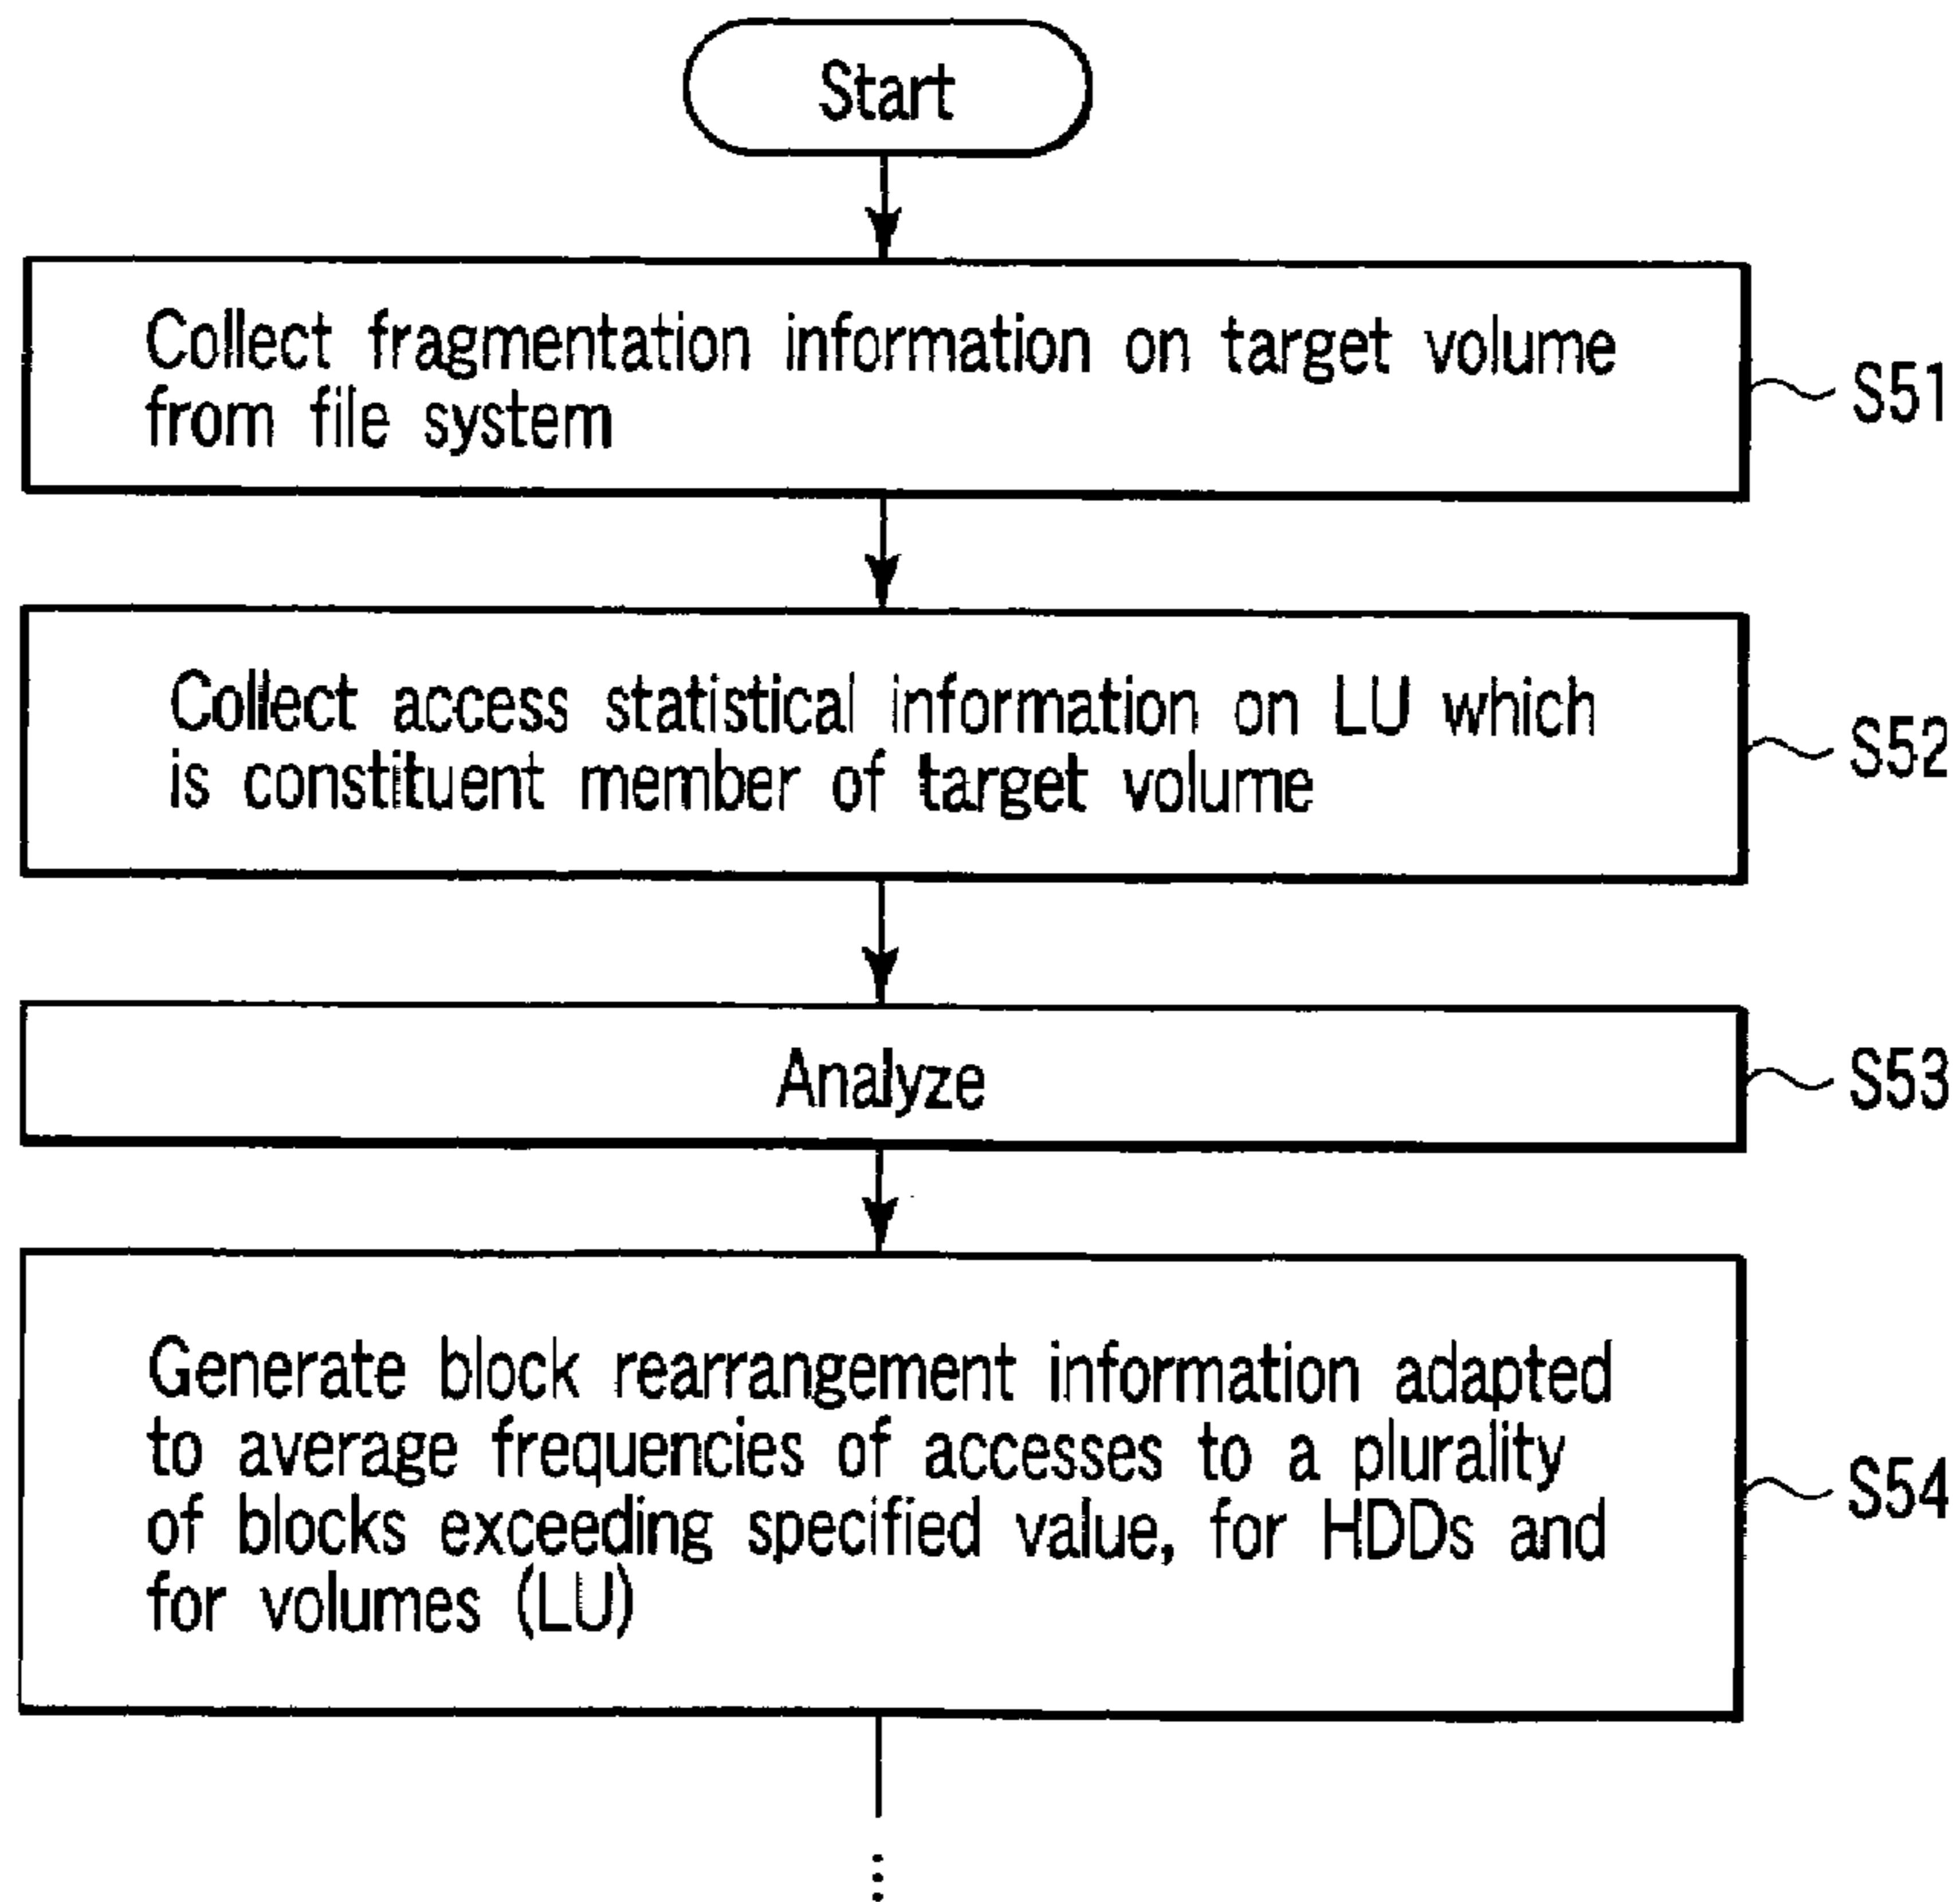 Start
Collect fragmentation information on target volume
from file system
S51
Collect access statistical information on LU which
is constituent member of target volume
S52
Analyze
S53
Generate block rearrangement information adapted
to average frequencies of accesses to a plurality
of blocks exceeding specified value, for HDDs and
for volumes (LU)
S54